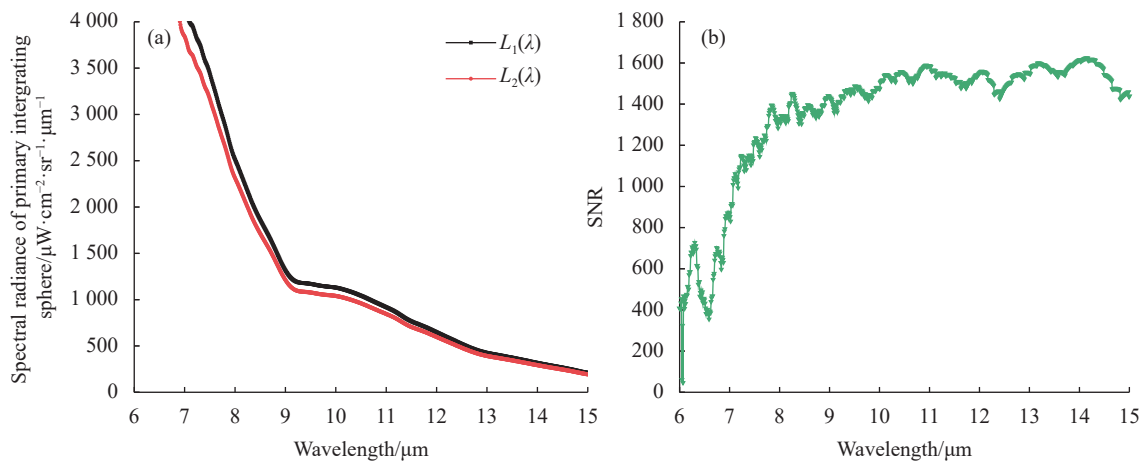 Spectral radiance of primary intergrating
sphere/μW·cm⁻²·sr⁻¹·μm⁻¹
4 000
3 500
3 000
2 500
2 000
1 500
1 000
500
0
(a)
L₁(λ)
L₂(λ)
6 7 8 9 10 11 12 13 14 15
Wavelength/μm
SNR
1 800
1 600
1 400
1 200
1 000
800
600
400
200
0
(b)
6 7 8 9 10 11 12 13 14 15
Wavelength/μm